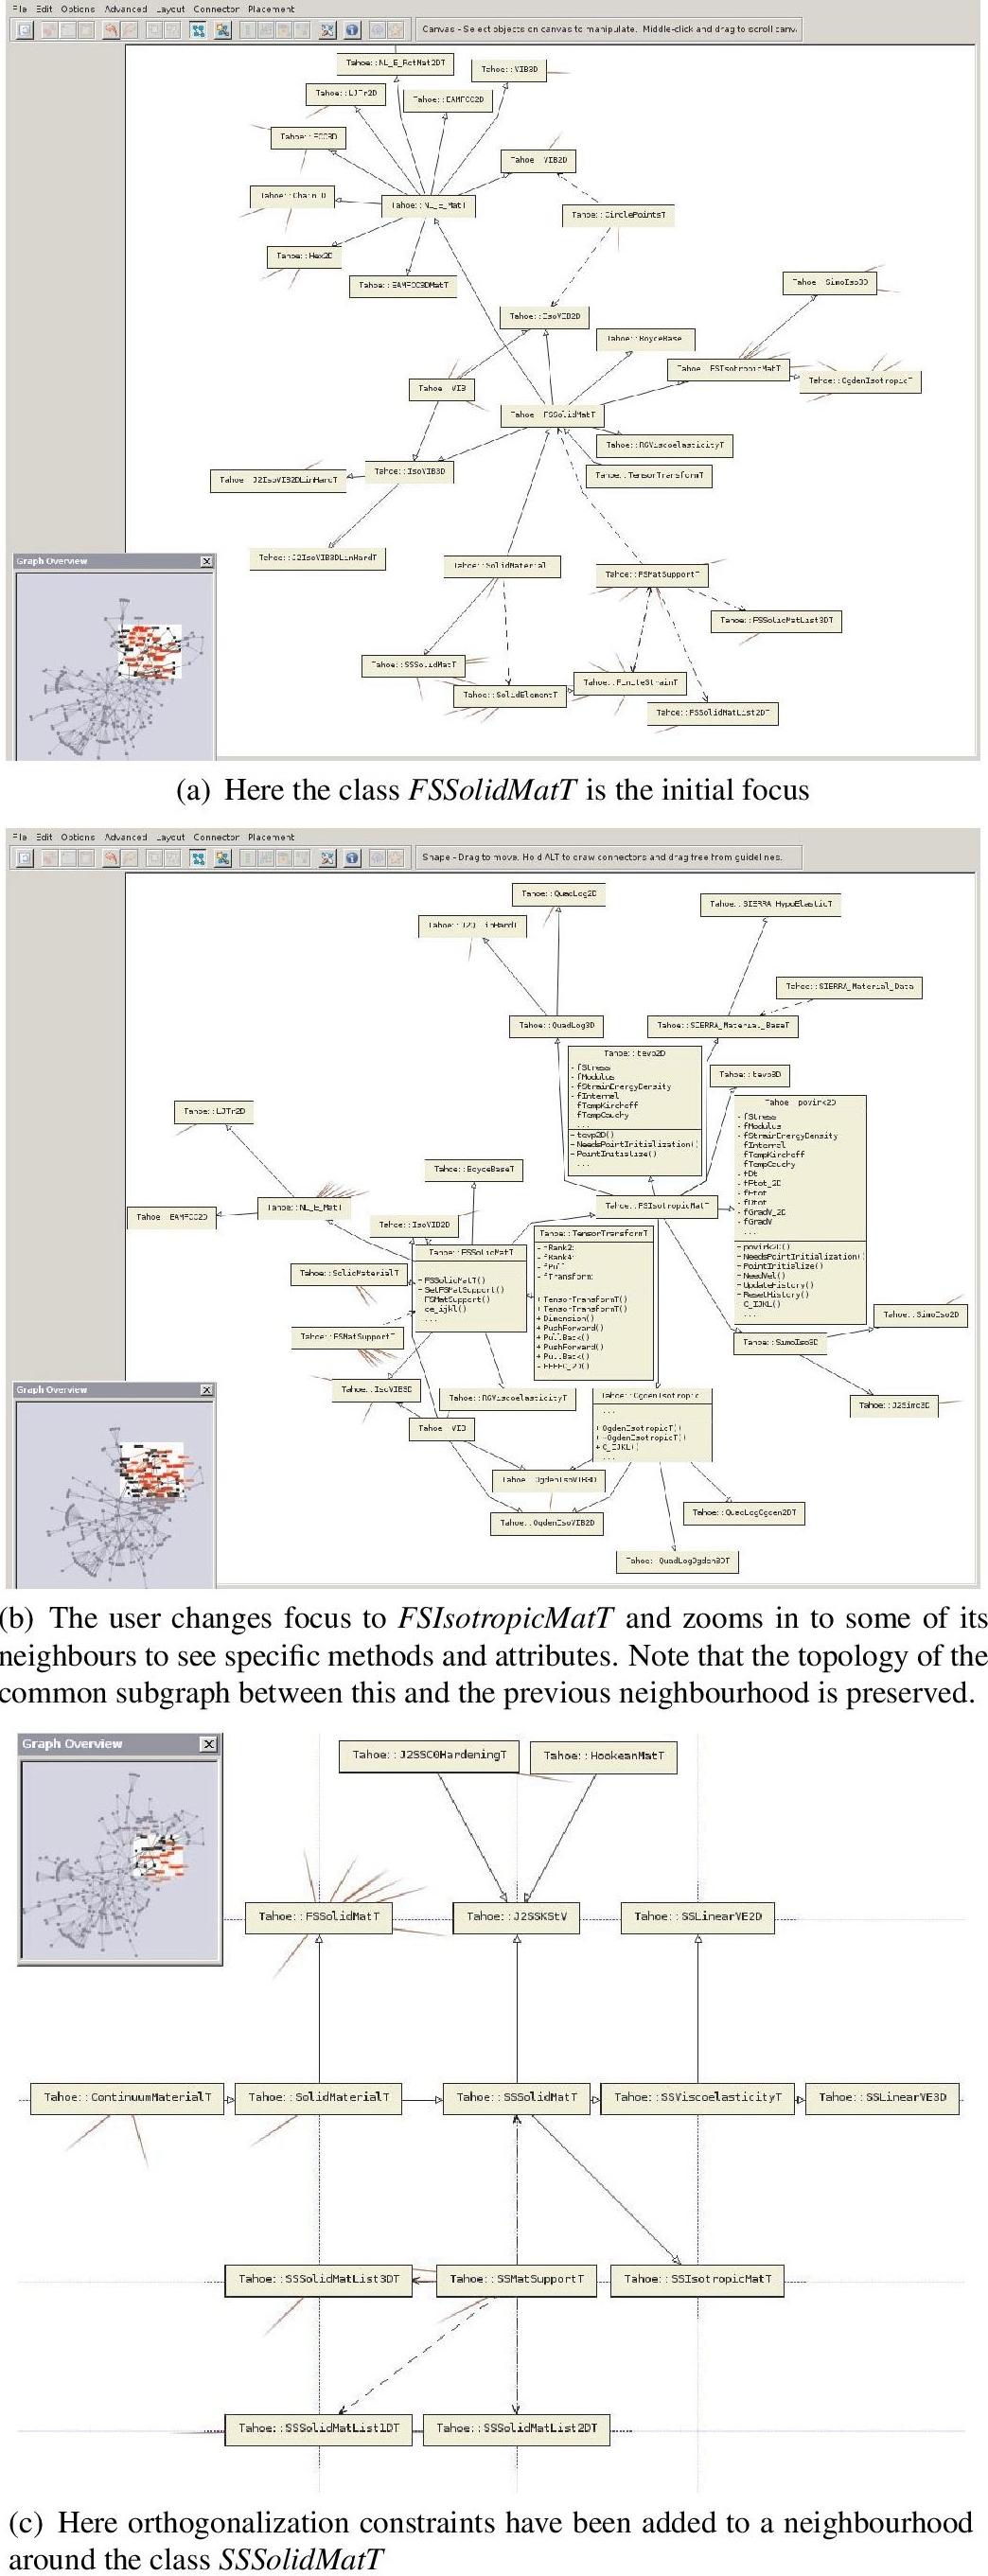 File Edit Options Advanced Layout Connector Placement
Canvas - Select objects on canvas to manipulate. Middle-click and drag to scroll canv.
Tahoe::NL_E_RotMat2DT
Tahoe::VIB3D
Tahoe::LJTr2D
Tahoe::EAMFCC2D
Tahoe::FCC3D
Tahoe VIB2D
Tahoe::NL_E_MatT
Tahoe::CirclePointsT
Tahoe::Hex2D
Tahoe::EAMFCC3DMatT
Tahoe SimoIso3D
Tahoe::IsoVIB2D
Tahoe::BoyceBase
Tahoe FSIsotropicMatT
Tahoe::OgdenIsotropicT
Tahoe VIB
Tahoe FSSolidMatT
Tahoe::RGViscoelasticityT
Tahoe::IsoVIB3D
Tahoe::TensorTransformT
Tahoe J2IsoVIB2DLinHardT
Tahoe::J2IsoVIB3DLinHardT
Graph Overview
Tahoe::SolidMaterial
Tahoe::FSMatSupportT
Tahoe::FSSolidMatList3DT
Tahoe::SSSolidMatT
Tahoe::SolidElementT
Tahoe::FiniteStrainT
Tahoe::FSSolidMatList2DT
(a) Here the class FSSolidMatT is the initial focus
File Edit Options Advanced Layout Connector Placement
Shape - Drag to move. Hold ALT to draw connectors and drag free from guidelines.
Tahoe::QuadLog2D
Tahoe::SIERRA_HypoElasticT
Tahoe::SIERRA_Material_Data
Tahoe::QuadLog3D
Tahoe::SIERRA_Material_BaseT
Tahoe::tevp2D
- fStress
- fModulus
- fStrainEnergyDensity
- fInternal
fTempKirchoff
fTempCauchy
...
- tevp2D()
- NeedsPointInitialization()
- PointInitialize()
...
Tahoe::tevp3D
Tahoe povirk2D
- fStress
- fModulus
- fStrainEnergyDensity
fInternal
fTempKirchoff
fTempCauchy
- fDt
- fFtot_2D
- fFtot
- fDtot
- fGradV_2D
- fGradV
...
- povirk2D()
- NeedsPointInitialization()
- PointInitialize()
- NeedVel()
- UpdateHistory()
- ResetHistory()
C_IJKL()
...
Tahoe::LJTr2D
Tahoe::BoyceBaseT
Tahoe::NL_E_MatT
Tahoe::EAMFCC2D
Tahoe::FSIsotropicMatT
Tahoe::IsoVIB2D
Tahoe::FSSolidMatT
- FSSolidMatT()
- SetFSMatSupport()
FSMatSupport()
ce_ijkl()
...
Tahoe::TensorTransformT
- fRank2
- fRank4
- fPull
- fTransform
+ TensorTransformT()
+ TensorTransformT()
+ Dimension()
+ PushForward()
+ PullBack()
+ PushForward()
+ PullBack()
- FFFFC_2D()
Tahoe::SolidMaterialT
Tahoe::FSMatSupportT
Tahoe::SimoIso2D
Tahoe::SimoIso3D
Graph Overview
Tahoe::IsoVIB3D
Tahoe::RGViscoelasticityT
Tahoe::OgdenIsotropic
...
+ OgdenIsotropicT()
+ ~OgdenIsotropicT()
+ C_IJKL()
...
Tahoe::J2Simo3D
Tahoe VIB
Tahoe::OgdenIsoVIB3D
Tahoe::OgdenIsoVIB2D
Tahoe::QuadLogOgden2DT
Tahoe QuadLogOgden3DT
(b) The user changes focus to FSIsotropicMatT and zooms in to some of its
neighbours to see specific methods and attributes. Note that the topology of the
common subgraph between this and the previous neighbourhood is preserved.
Graph Overview
Tahoe::J2SSC0HardeningT
Tahoe::HookeanMatT
Tahoe::FSSolidMatT
Tahoe::J2SSKStV
Tahoe::SSLinearVE2D
Tahoe::ContinuumMaterialT
Tahoe::SolidMaterialT
Tahoe::SSSolidMatT
Tahoe::SSViscoelasticityT
Tahoe::SSLinearVE3D
Tahoe::SSSolidMatList3DT
Tahoe::SSMatSupportT
Tahoe::SSIsotropicMatT
Tahoe::SSSolidMatList1DT
Tahoe::SSSolidMatList2DT
(c) Here orthogonalization constraints have been added to a neighbourhood
around the class SSSolidMatT